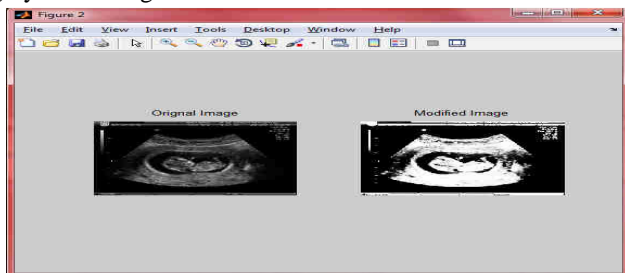 Figure 2
File Edit View Insert Tools Desktop Window Help
Orignal Image Modified Image